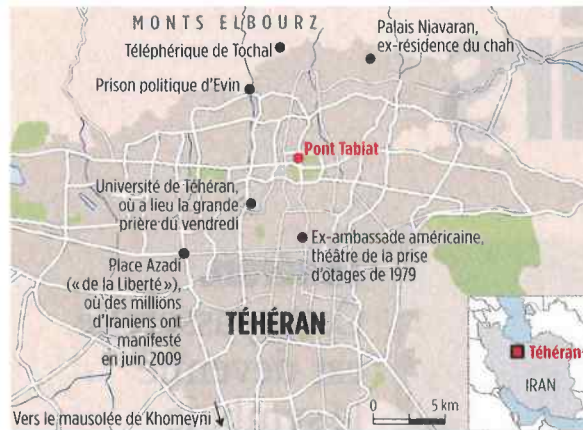 MONTS ELBOURZ
Palais Niavaran,
ex-résidence du chah
Téléphérique de Tochal
Prison politique d'Evin
Pont Tabiat
Université de Téhéran,
où a lieu la grande
prière du vendredi
Ex-ambassade américaine,
théâtre de la prise
d'otages de 1979
Place Azadi
(« de la Liberté »),
où des millions
d'Iraniens ont
manifesté
en juin 2009
TÉHÉRAN
Téhéran
IRAN
Vers le mausolée de Khomeyni
0 5 km